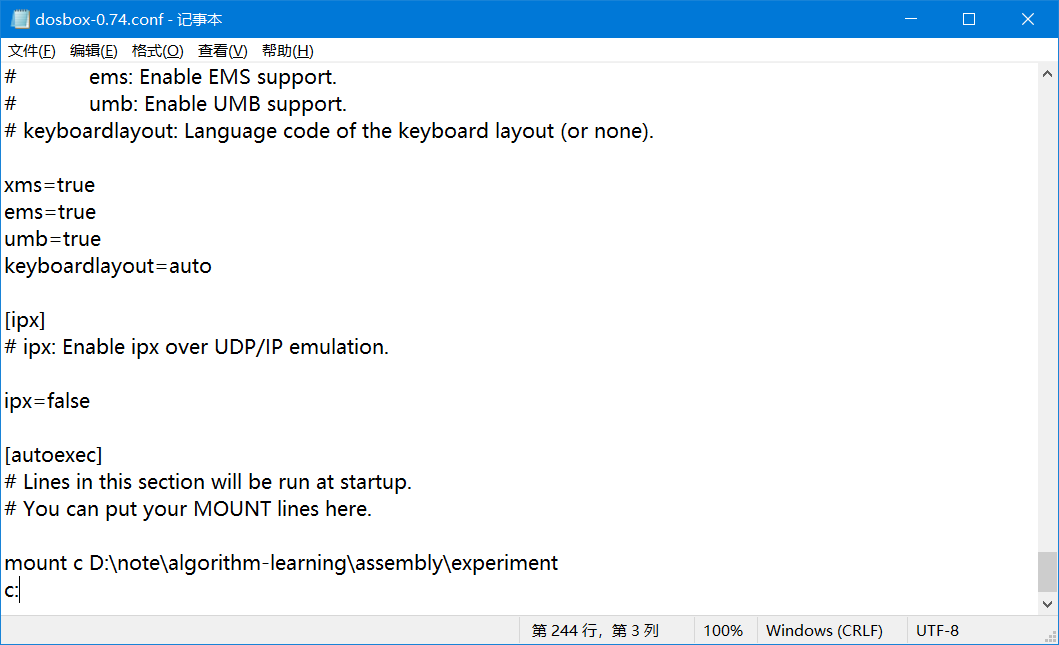 dosbox-0.74.conf - 记事本
文件(F) 编辑(E) 格式(O) 查看(V) 帮助(H)
#            ems: Enable EMS support.
#            umb: Enable UMB support.
# keyboardlayout: Language code of the keyboard layout (or none).
xms=true
ems=true
umb=true
keyboardlayout=auto
[ipx]
# ipx: Enable ipx over UDP/IP emulation.
ipx=false
[autoexec]
# Lines in this section will be run at startup.
# You can put your MOUNT lines here.
mount c D:\note\algorithm-learning\assembly\experiment
c:
第 244 行，第 3 列 100% Windows (CRLF) UTF-8